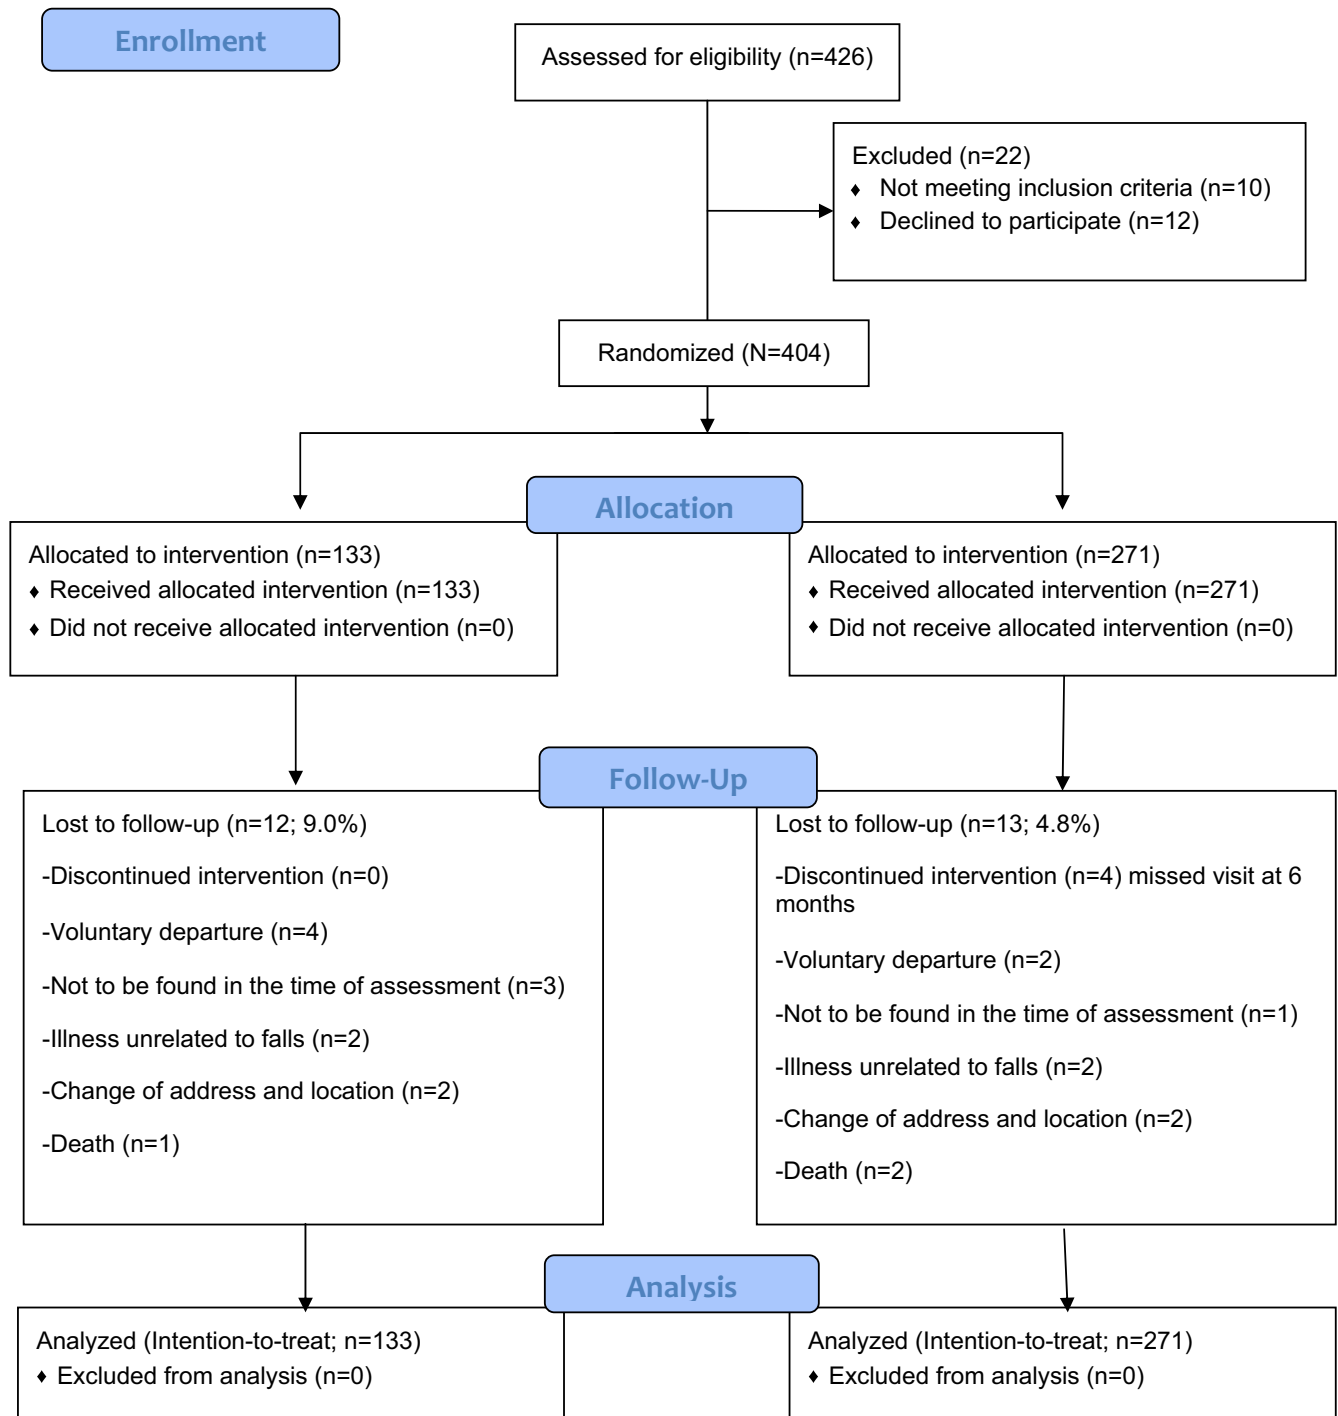 Enrollment
Assessed for eligibility (n=426)
Excluded (n=22)
♦ Not meeting inclusion criteria (n=10)
♦ Declined to participate (n=12)
Randomized (N=404)
Allocation
Allocated to intervention (n=133)
♦ Received allocated intervention (n=133)
♦ Did not receive allocated intervention (n=0)
Allocated to intervention (n=271)
♦ Received allocated intervention (n=271)
♦ Did not receive allocated intervention (n=0)
Follow-Up
Lost to follow-up (n=12; 9.0%)
-Discontinued intervention (n=0)
-Voluntary departure (n=4)
-Not to be found in the time of assessment (n=3)
-Illness unrelated to falls (n=2)
-Change of address and location (n=2)
-Death (n=1)
Lost to follow-up (n=13; 4.8%)
-Discontinued intervention (n=4) missed visit at 6
months
-Voluntary departure (n=2)
-Not to be found in the time of assessment (n=1)
-Illness unrelated to falls (n=2)
-Change of address and location (n=2)
-Death (n=2)
Analysis
Analyzed (Intention-to-treat; n=133)
♦ Excluded from analysis (n=0)
Analyzed (Intention-to-treat; n=271)
♦ Excluded from analysis (n=0)